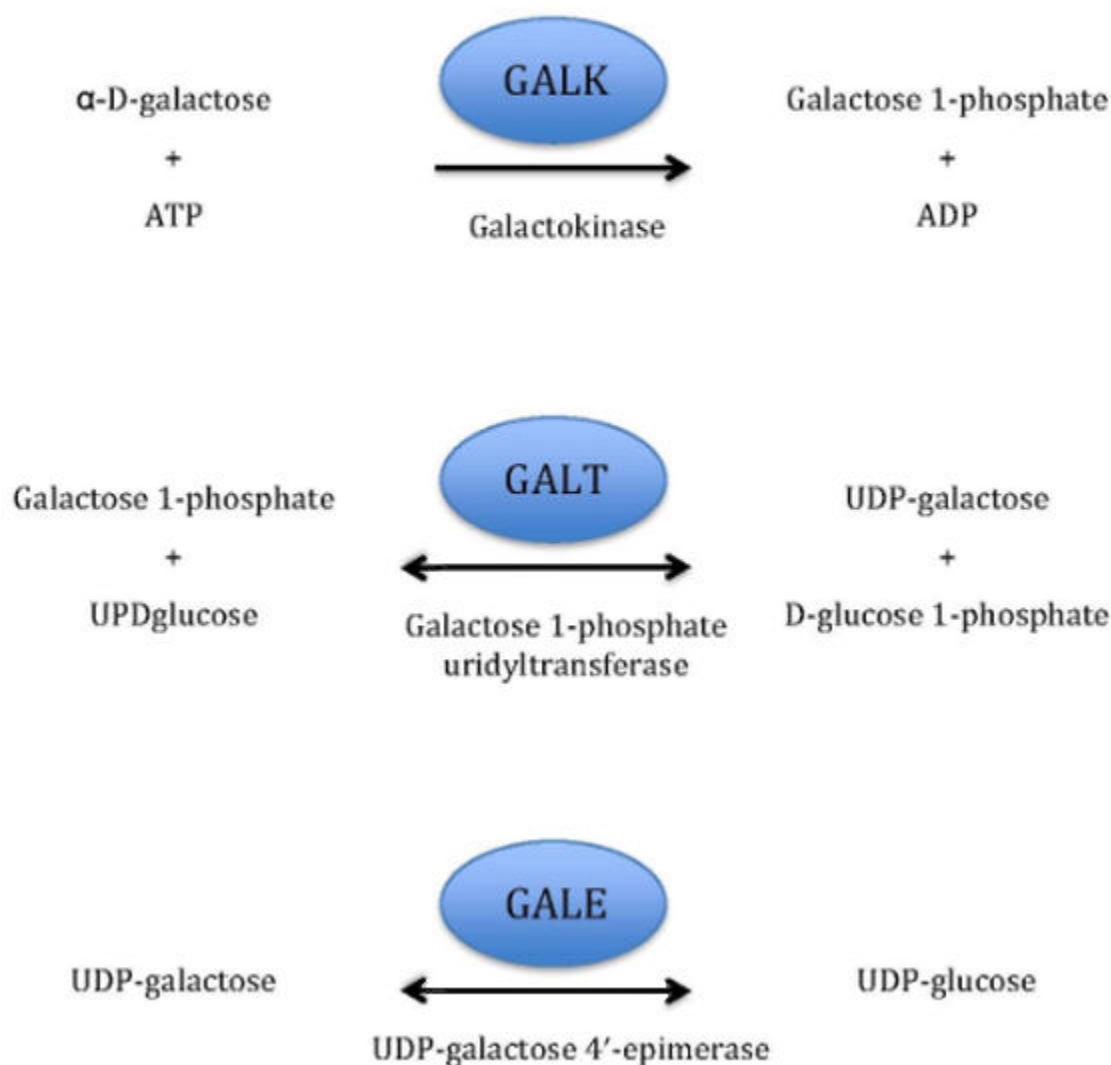 GALK
α-D-galactose
Galactose 1-phosphate
+
+
ATP
Galactokinase
ADP
GALT
Galactose 1-phosphate
UDP-galactose
+
+
UPDglucose
Galactose 1-phosphate
uridyltransferase
D-glucose 1-phosphate
GALE
UDP-galactose
UDP-glucose
UDP-galactose 4′-epimerase